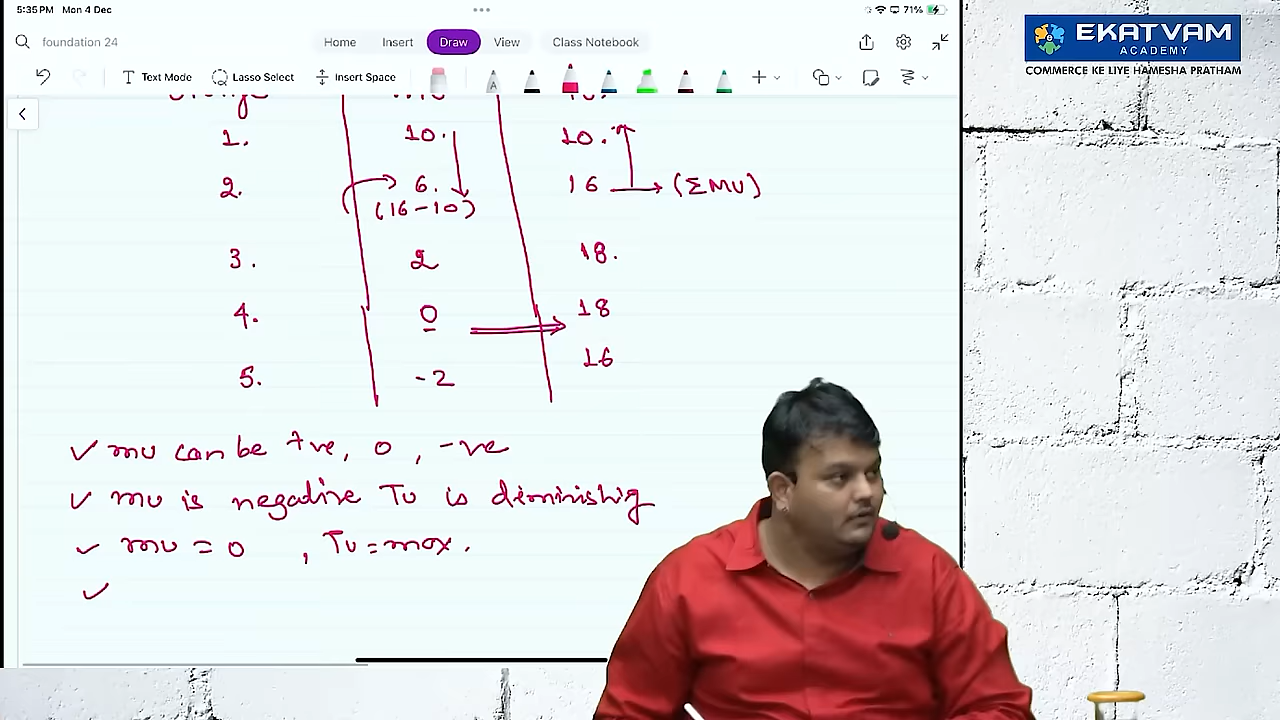 5:35 PM Mon 4 Dec
71%
foundation 24
Home Insert Draw View Class Notebook
Text Mode Lasso Select Insert Space
EKATVAM
ACADEMY
COMMERCE KE LIYE HAMESHA PRATHAM
1. 10. 10.
2. 6. 16 → (ΣMU)
(16-10)
3. 2 18.
4. 0 18
5. -2 16
✓ mu can be +ve, 0, -ve
✓ mu is negative Tu is diminishig
✓ mu = 0 , Tu = max.
✓